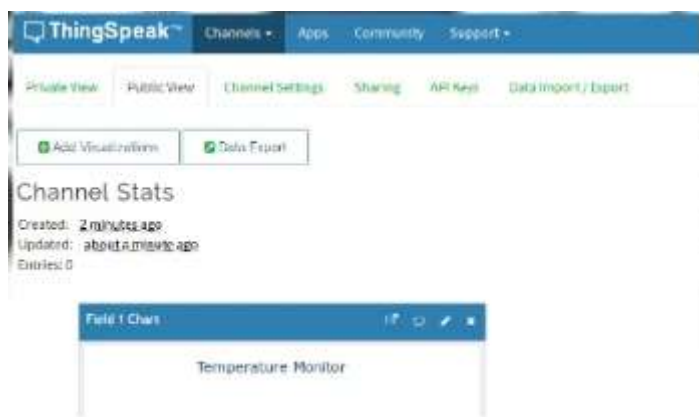 ThingSpeak™ Channels Apps Community Support
Private View Public View Channel Settings Sharing API Keys Data Import / Export
Add Visualizations Data Export
Channel Stats
Created: 2 minutes ago
Updated: about a minute ago
Entries: 0
Field 1 Chart
Temperature Monitor